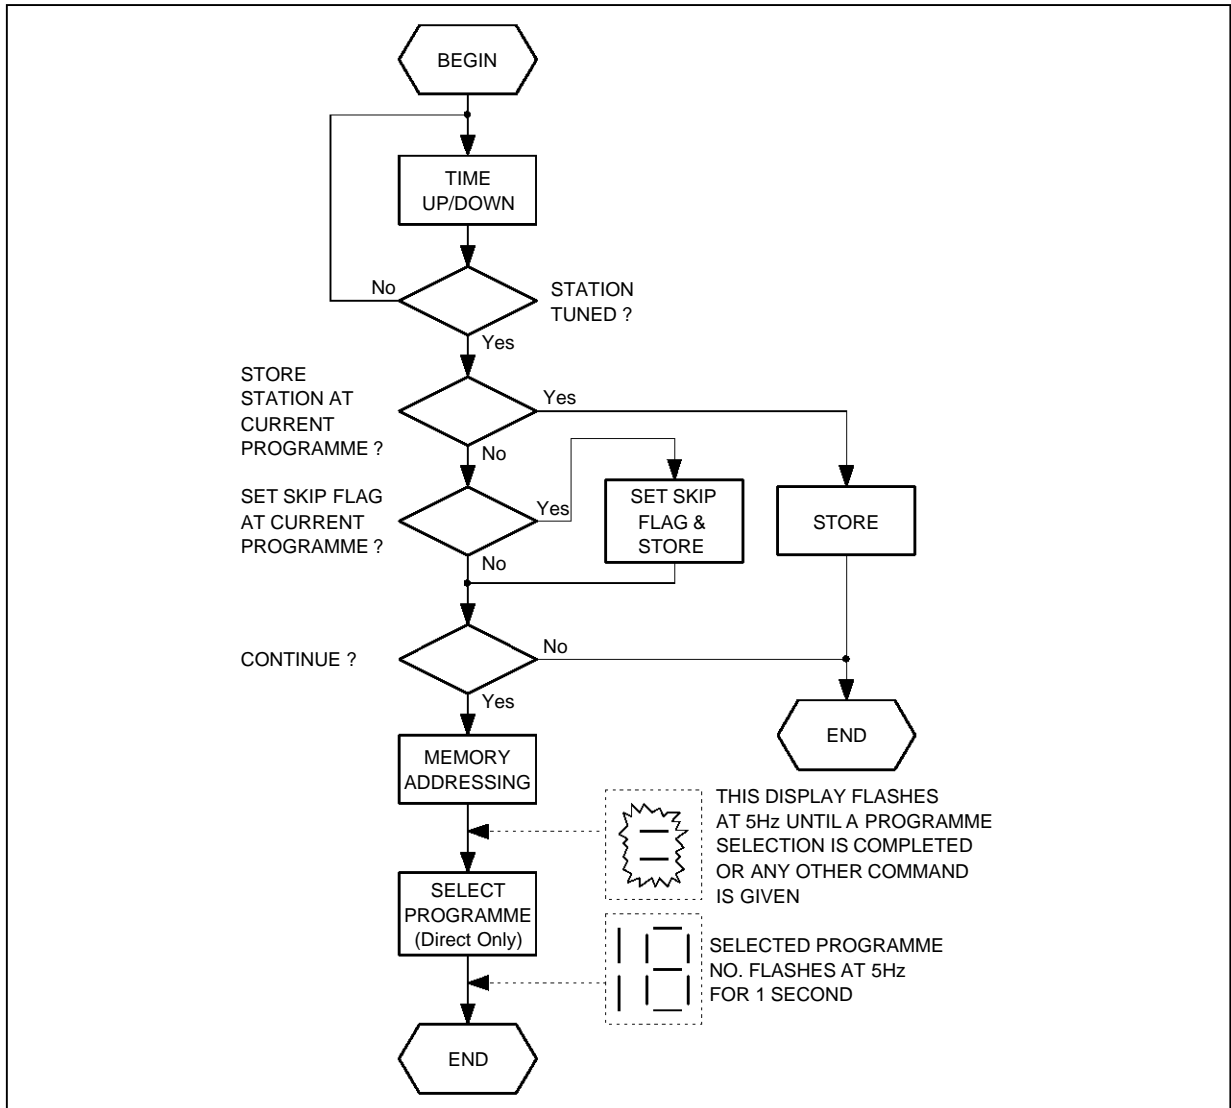 BEGIN
TIME
UP/DOWN
No
STATION
TUNED ?
Yes
STORE
STATION AT
CURRENT
PROGRAMME ?
Yes
No
SET SKIP FLAG
AT CURRENT
PROGRAMME ?
Yes
SET SKIP
FLAG &
STORE
STORE
No
CONTINUE ?
No
Yes
END
MEMORY
ADDRESSING
THIS DISPLAY FLASHES
AT 5Hz UNTIL A PROGRAMME
SELECTION IS COMPLETED
OR ANY OTHER COMMAND
IS GIVEN
SELECT
PROGRAMME
(Direct Only)
18
SELECTED PROGRAMME
NO. FLASHES AT 5Hz
FOR 1 SECOND
END